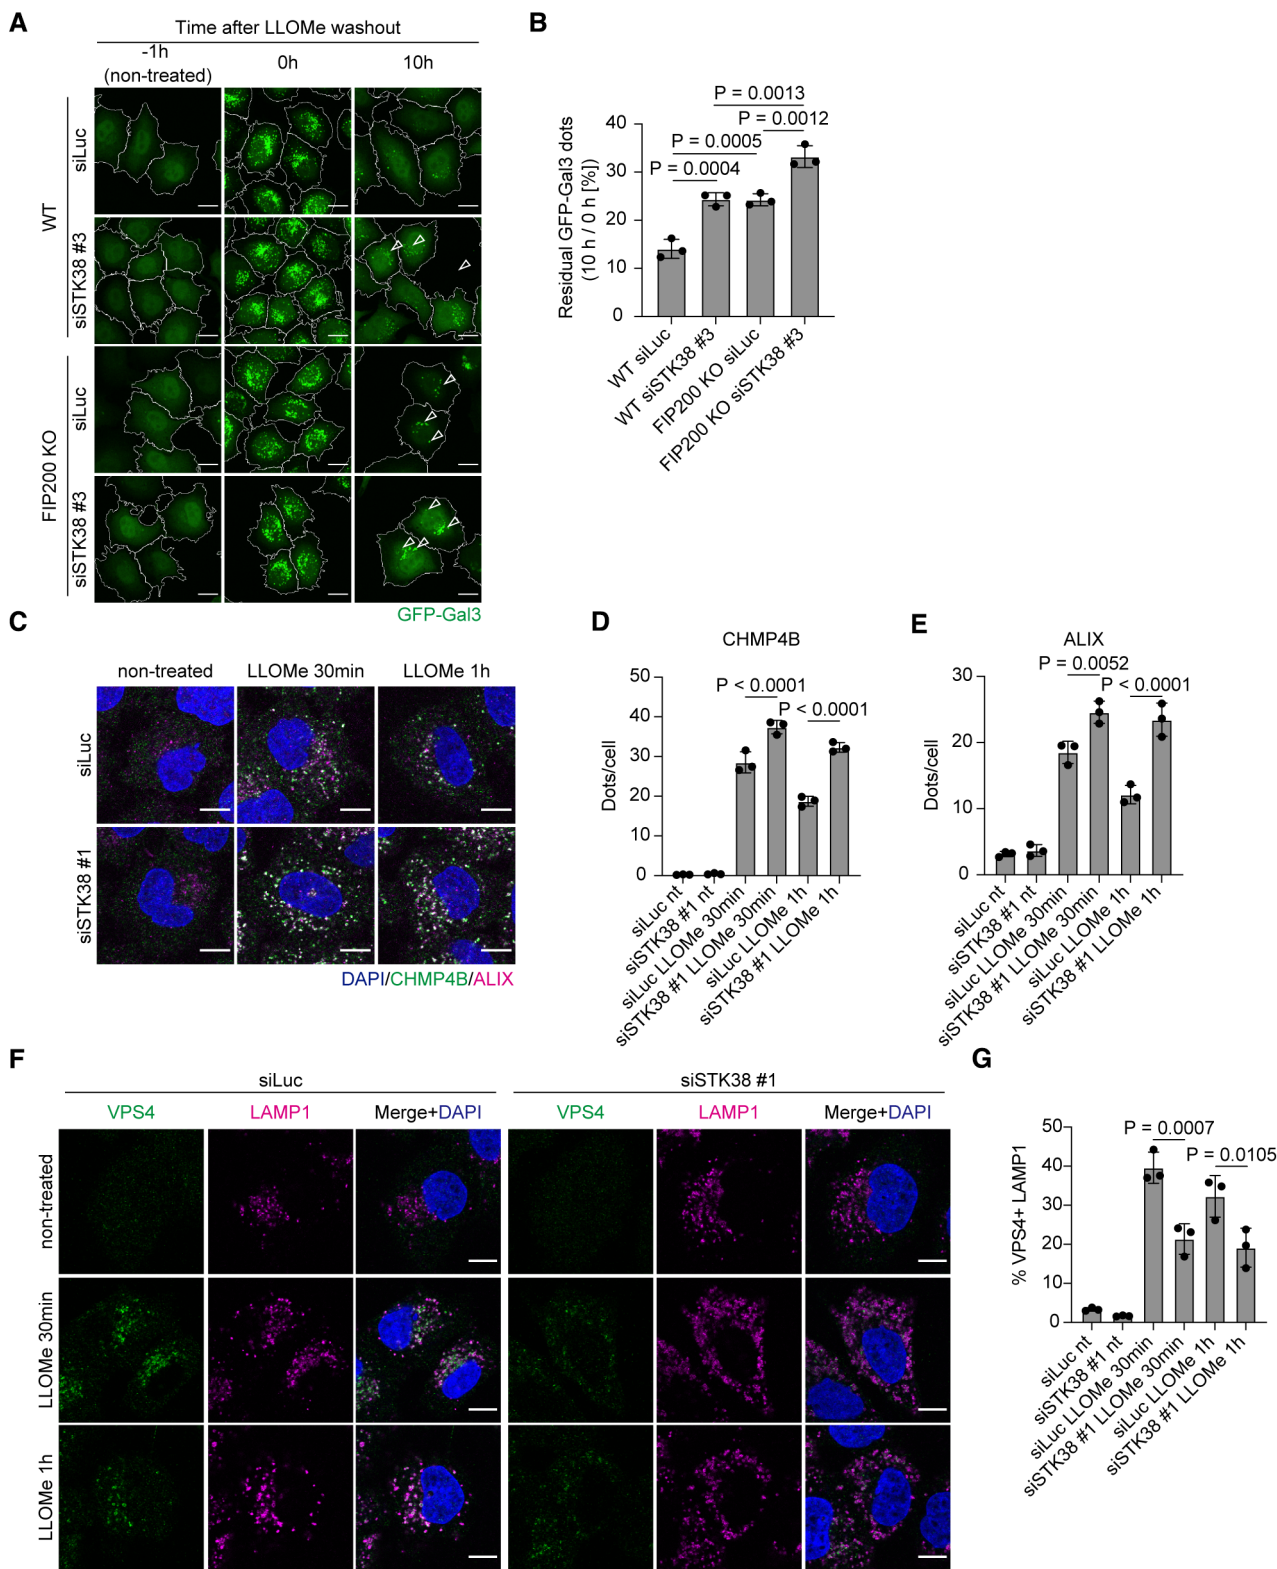 A
Time after LLOMe washout
-1h
(non-treated)
0h
10h
WT
siLuc
siSTK38 #3
FIP200 KO
siLuc
siSTK38 #3
GFP-Gal3
B
P = 0.0013
P = 0.0012
P = 0.0005
P = 0.0004
Residual GFP-Gal3 dots
(10 h / 0 h [%])
40
30
20
10
0
WT siLuc
WT siSTK38 #3
FIP200 KO siLuc
FIP200 KO siSTK38 #3
C
non-treated
LLOMe 30min
LLOMe 1h
siLuc
siSTK38 #1
DAPI/CHMP4B/ALIX
D
CHMP4B
P < 0.0001
P < 0.0001
Dots/cell
50
40
30
20
10
0
siLuc nt
siSTK38 #1 nt
siLuc LLOMe 30min
siSTK38 #1 LLOMe 30min
siLuc LLOMe 1h
siSTK38 #1 LLOMe 1h
E
ALIX
P = 0.0052
P < 0.0001
Dots/cell
30
20
10
0
siLuc nt
siSTK38 #1 nt
siLuc LLOMe 30min
siSTK38 #1 LLOMe 30min
siLuc LLOMe 1h
siSTK38 #1 LLOMe 1h
F
siLuc
siSTK38 #1
VPS4
LAMP1
Merge+DAPI
VPS4
LAMP1
Merge+DAPI
non-treated
LLOMe 30min
LLOMe 1h
G
P = 0.0007
P = 0.0105
% VPS4+ LAMP1
50
40
30
20
10
0
siLuc nt
siSTK38 #1 nt
siLuc LLOMe 30min
siSTK38 #1 LLOMe 30min
siLuc LLOMe 1h
siSTK38 #1 LLOMe 1h